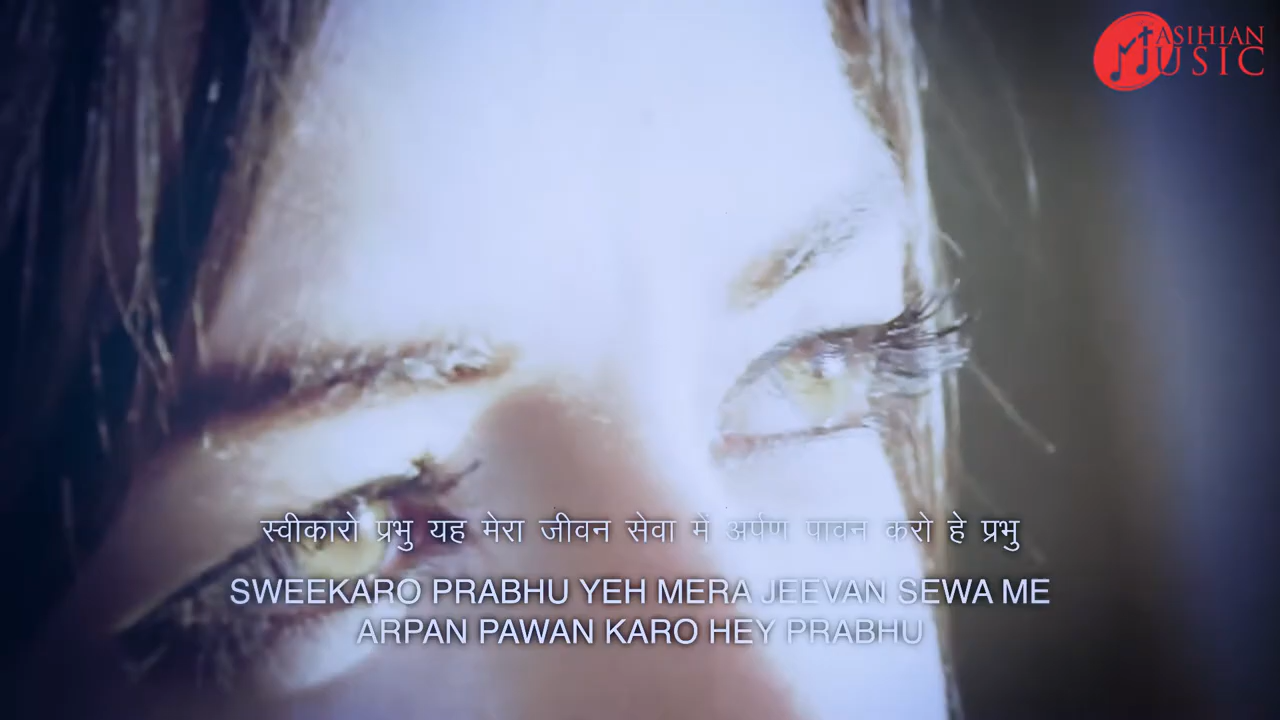 MASIHIAN
MUSIC
स्वीकारो प्रभु यह मेरा जीवन सेवा में अर्पण पावन करो हे प्रभु
SWEEKARO PRABHU YEH MERA JEEVAN SEWA ME
ARPAN PAWAN KARO HEY PRABHU